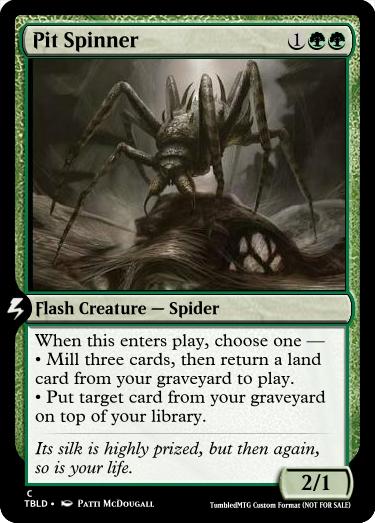 Pit Spinner 1
Flash Creature — Spider
When this enters play, choose one —
• Mill three cards, then return a land
card from your graveyard to play.
• Put target card from your graveyard
on top of your library.
Its silk is highly prized, but then again,
so is your life.
2/1
C
TBLD • Patti McDougall
TumbledMTG Custom Format (NOT FOR SALE)